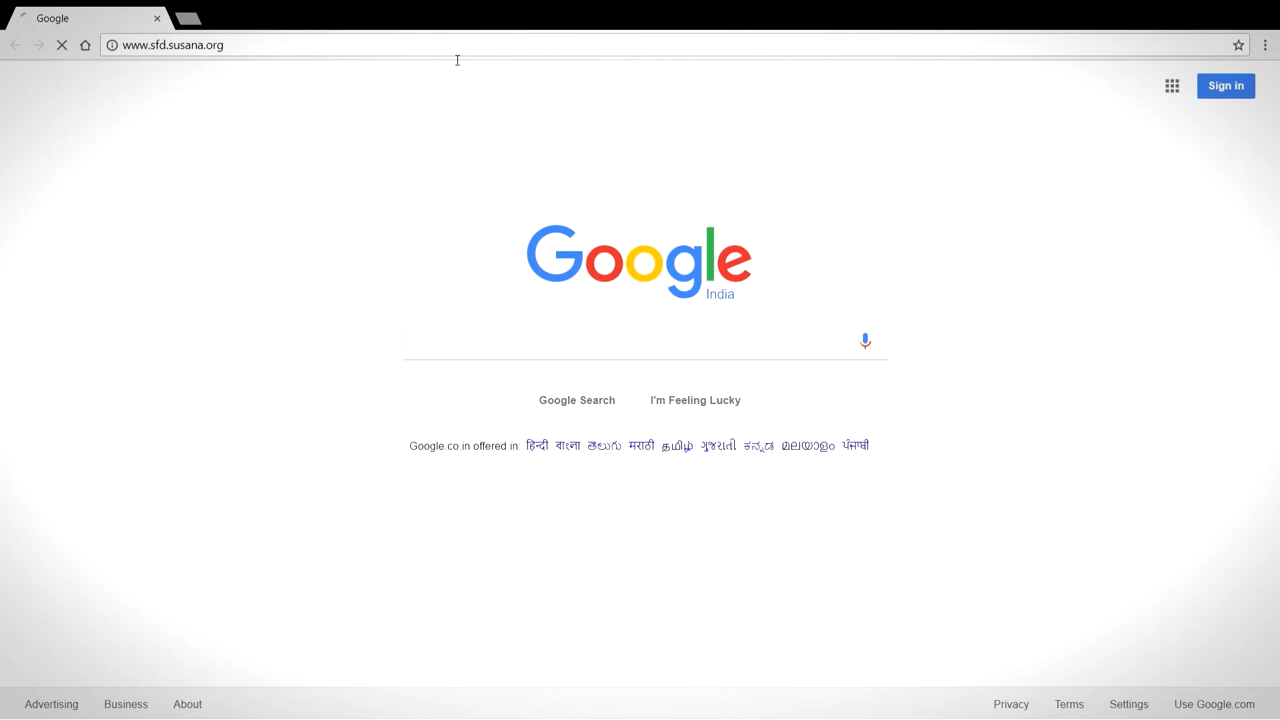 Google
www.sfd.susana.org
Sign in
Google
India
Google Search I'm Feeling Lucky
Google.co.in offered in: हिन्दी বাংলা తెలుగు मराठी தமிழ் ગુજરાતી ಕನ್ನಡ മലയാളം ਪੰਜਾਬੀ
Advertising Business About Privacy Terms Settings Use Google.com